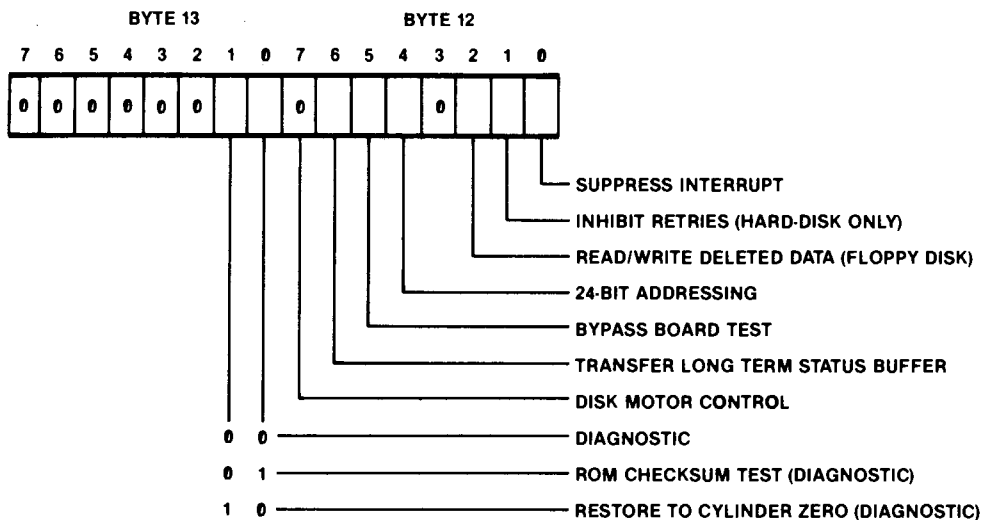 BYTE 13 BYTE 12
7 6 5 4 3 2 1 0 7 6 5 4 3 2 1 0
0 0 0 0 0 0 0 0
SUPPRESS INTERRUPT
INHIBIT RETRIES (HARD-DISK ONLY)
READ/WRITE DELETED DATA (FLOPPY DISK)
24-BIT ADDRESSING
BYPASS BOARD TEST
TRANSFER LONG TERM STATUS BUFFER
DISK MOTOR CONTROL
0 0 DIAGNOSTIC
0 1 ROM CHECKSUM TEST (DIAGNOSTIC)
1 0 RESTORE TO CYLINDER ZERO (DIAGNOSTIC)